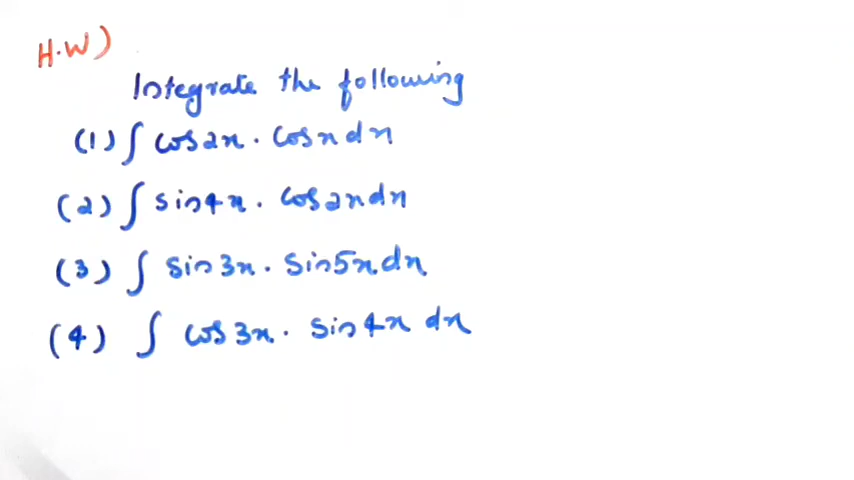 H.W)
Integrate the following
(1) ∫ cos2x . cosx dx
(2) ∫ sin4x . cos2x dx
(3) ∫ sin3x . sin5x dx
(4) ∫ cos3x . sin4x dx